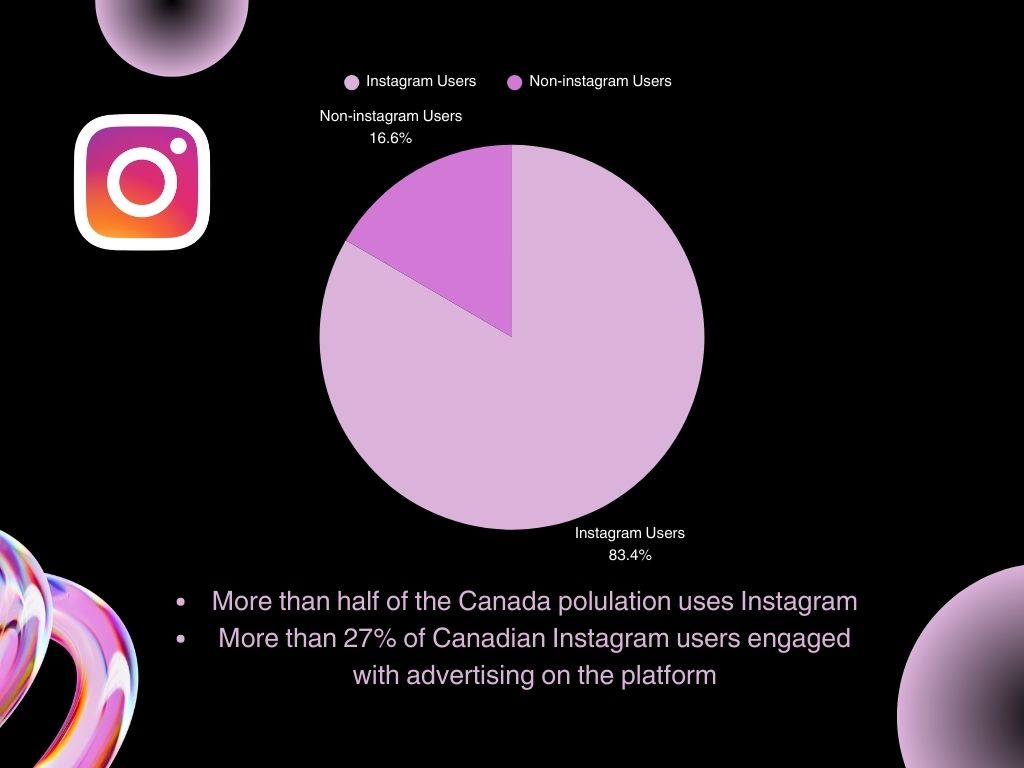 Instagram Users Non-instagram Users
Non-instagram Users
16.6%
Instagram Users
83.4%
• More than half of the Canada polulation uses Instagram
• More than 27% of Canadian Instagram users engaged
with advertising on the platform